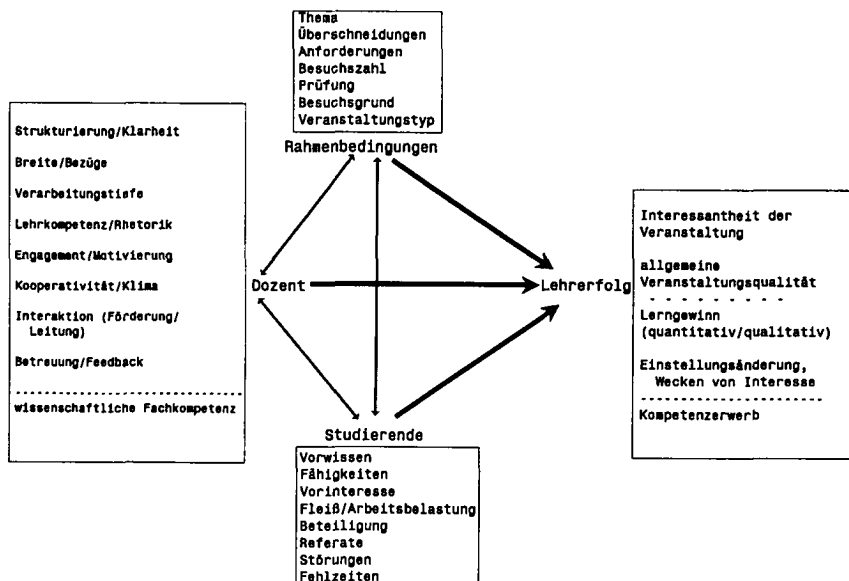 Thema
Überschneidungen
Anforderungen
Besuchszahl
Prüfung
Besuchsgrund
Veranstaltungstyp
Rahmenbedingungen
Strukturierung/Klarheit
Breite/Bezüge
Verarbeitungstiefe
Lehrkompetenz/Rhetorik
Engagement/Motivierung
Kooperativität/Klima
Interaktion (Förderung/
Leitung)
Betreuung/Feedback
wissenschaftliche Fachkompetenz
Dozent
Lehrerfolg
Interessantheit der
Veranstaltung
allgemeine
Veranstaltungsqualität
Lerngewinn
(quantitativ/qualitativ)
Einstellungsänderung,
Wecken von Interesse
Kompetenzerwerb
Studierende
Vorwissen
Fähigkeiten
Vorinteresse
Fleiß/Arbeitsbelastung
Beteiligung
Referate
Störungen
Fehlzeiten